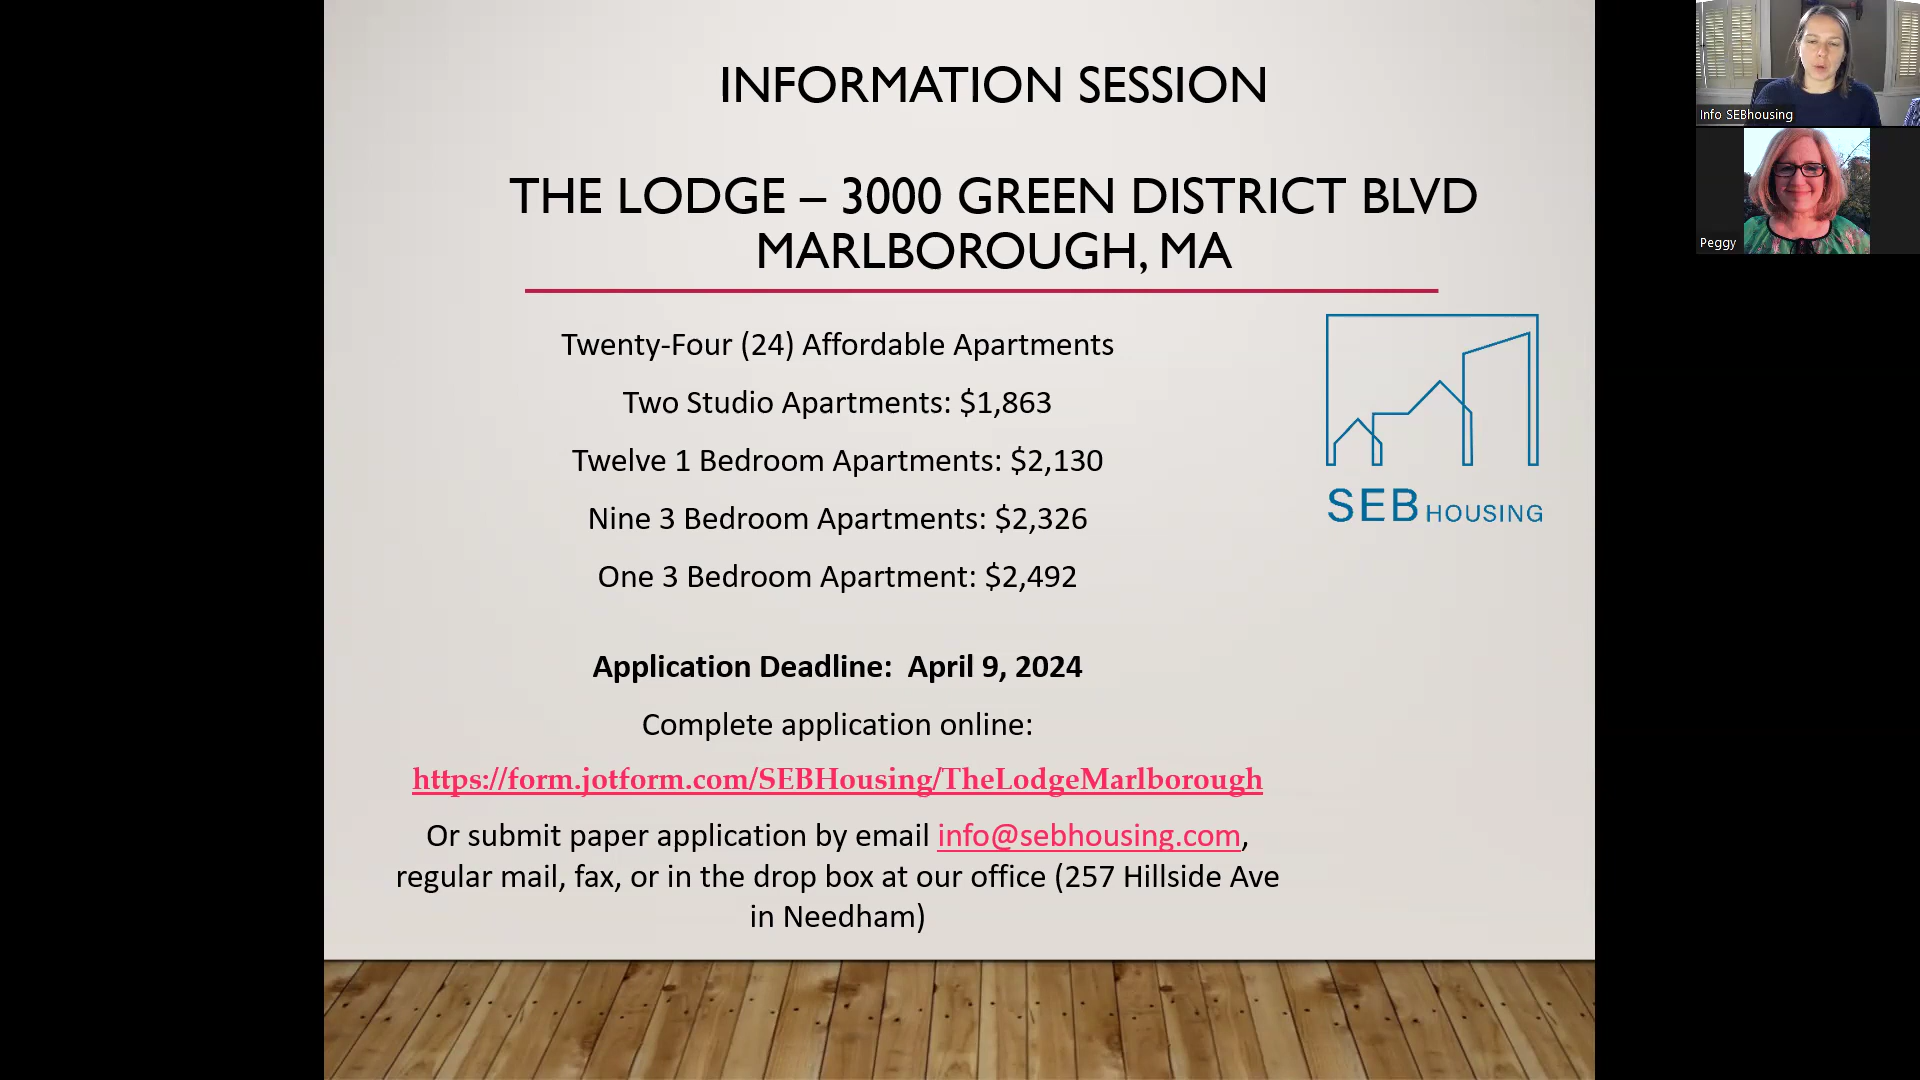 INFORMATION SESSION
THE LODGE – 3000 GREEN DISTRICT BLVD
MARLBOROUGH, MA
Twenty-Four (24) Affordable Apartments
Two Studio Apartments: $1,863
Twelve 1 Bedroom Apartments: $2,130
Nine 3 Bedroom Apartments: $2,326
One 3 Bedroom Apartment: $2,492
SEB HOUSING
Application Deadline: April 9, 2024
Complete application online:
https://form.jotform.com/SEBHousing/TheLodgeMarlborough
Or submit paper application by email info@sebhousing.com,
regular mail, fax, or in the drop box at our office (257 Hillside Ave
in Needham)
Info SEBhousing
Peggy